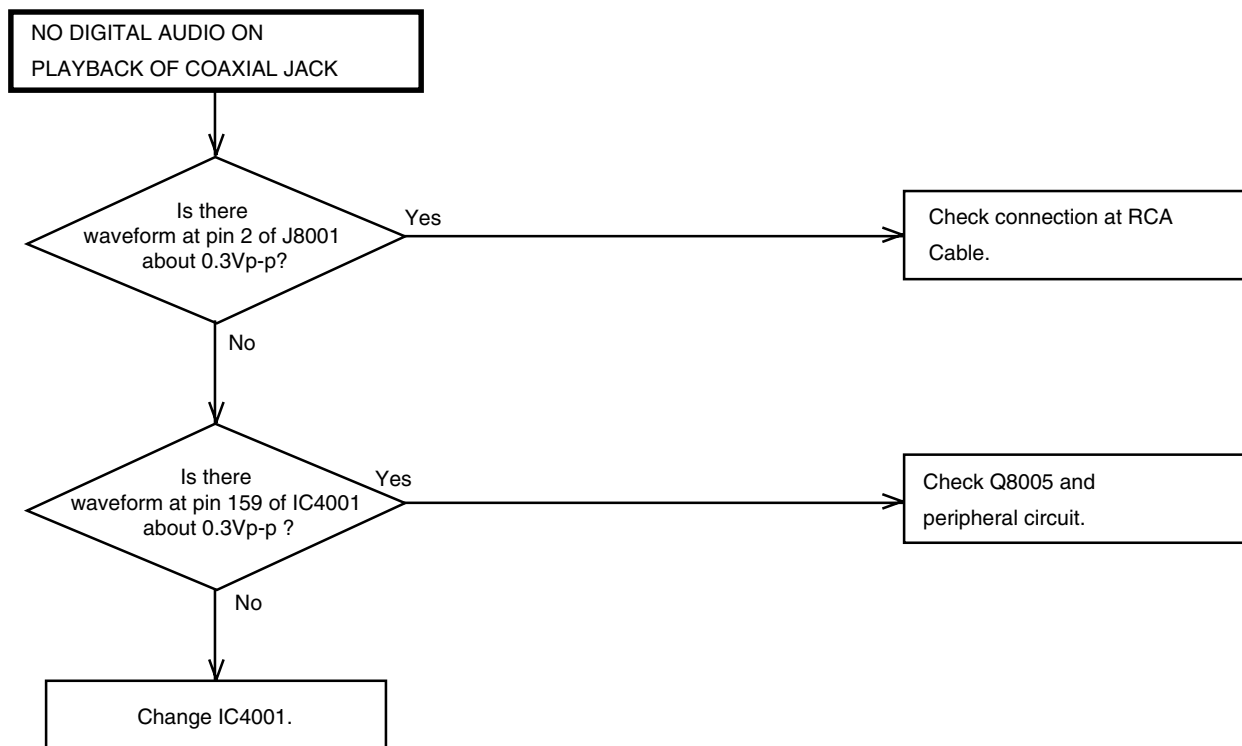 NO DIGITAL AUDIO ON
PLAYBACK OF COAXIAL JACK
Is there
waveform at pin 2 of J8001
about 0.3Vp-p?
Yes
Check connection at RCA
Cable.
No
Is there
waveform at pin 159 of IC4001
about 0.3Vp-p ?
Yes
Check Q8005 and
peripheral circuit.
No
Change IC4001.